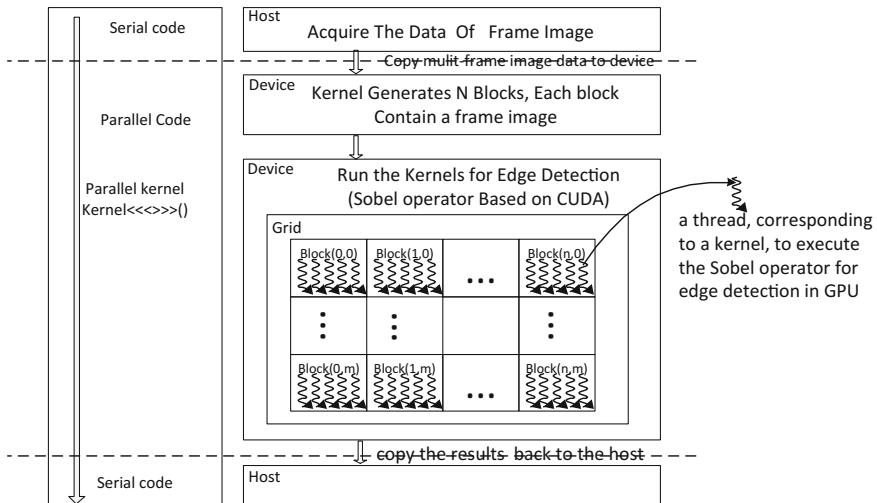 Serial code
Host
Acquire The Data Of Frame Image
Copy mulit-frame image data to device
Device
Kernel Generates N Blocks, Each block
Contain a frame image
Parallel Code
Parallel kernel
Kernel<<<>>>()
Device
Run the Kernels for Edge Detection
(Sobel operator Based on CUDA)
Grid
Block(0,0) Block(1,0) ... Block(n,0)
Block(0,m) Block(1,m) ... Block(n,m)
a thread, corresponding
to a kernel, to execute
the Sobel operator for
edge detection in GPU
copy the results back to the host
Serial code
Host